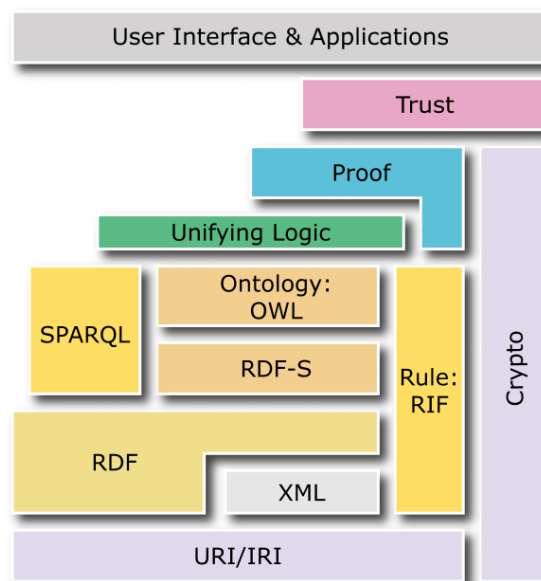 User Interface & Applications
Trust
Proof
Unifying Logic
Ontology:
OWL
SPARQL
RDF-S
Rule:
RIF
Crypto
RDF
XML
URI/IRI